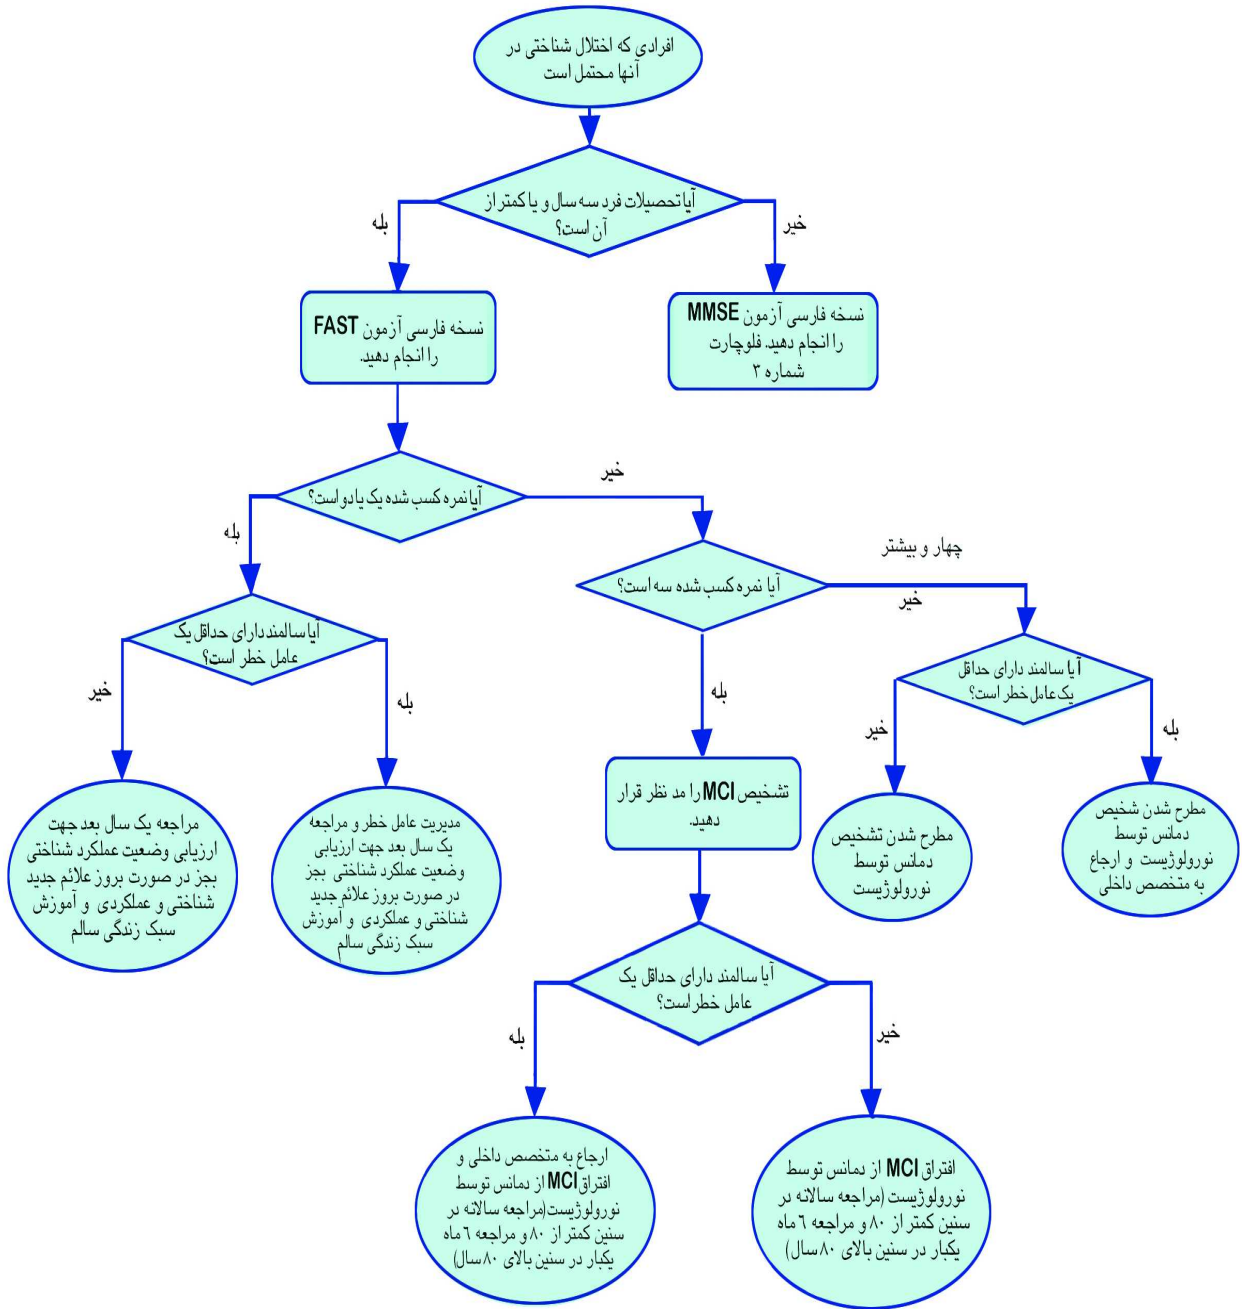 افرادی که اختلال شناختی در
آنها محتمل است
آیا تحصیلات فرد سه سال و یا کمتر از
آن است؟
بله
خیر
نسخه فارسی آزمون FAST
را انجام دهید.
نسخه فارسی آزمون MMSE
را انجام دهید. فلوچارت
شماره ۳
آیا نمره کسب شده یک یا دو است؟
خیر
بله
آیا نمره کسب شده سه است؟
چهار و بیشتر
خیر
بله
آیا سالمند دارای حداقل یک
عامل خطر است؟
خیر
بله
آیا سالمند دارای حداقل
یک عامل خطر است؟
خیر
بله
مراجعه یک سال بعد جهت
ارزیابی وضعیت عملکرد شناختی
بجز در صورت بروز علائم جدید
شناختی و عملکردی و آموزش
سبک زندگی سالم
مدیریت عامل خطر و مراجعه
یک سال بعد جهت ارزیابی
وضعیت عملکرد شناختی بجز
در صورت بروز علائم جدید
شناختی و عملکردی و آموزش
سبک زندگی سالم
تشخیص MCI را مد نظر قرار
دهید.
مطرح شدن تشخیص
دمانس توسط
نورولوژیست
مطرح شدن شخیص
دمانس توسط
نورولوژیست و ارجاع
به متخصص داخلی
آیا سالمند دارای حداقل یک
عامل خطر است؟
بله
خیر
ارجاع به متخصص داخلی و
افتراق MCI از دمانس توسط
نورولوژیست(مراجعه سالانه در
سنین کمتر از ۸۰ و مراجعه ٦ ماه
یکبار در سنین بالای ۸۰ سال)
افتراق MCI از دمانس توسط
نورولوژیست (مراجعه سالانه در
سنین کمتر از ۸۰ و مراجعه ٦ ماه
یکبار در سنین بالای ۸۰ سال)